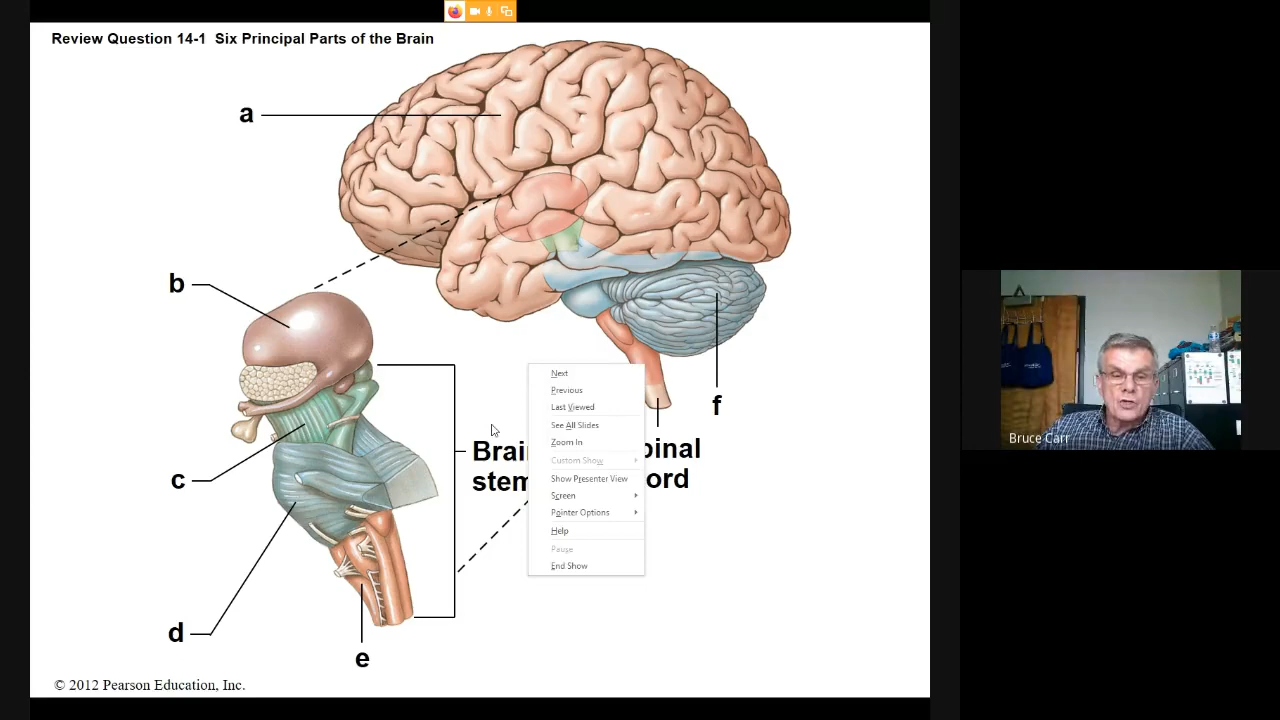 Review Question 14-1 Six Principal Parts of the Brain
a
b
c
d
e
f
Brai
stem
pinal
ord
Next
Previous
Last Viewed
See All Slides
Zoom In
Custom Show
Show Presenter View
Screen
Pointer Options
Help
Pause
End Show
© 2012 Pearson Education, Inc.
Bruce Carr